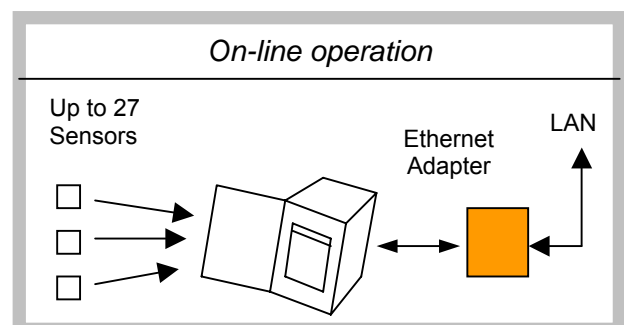 On-line operation
Up to 27
Sensors
Ethernet
Adapter
LAN